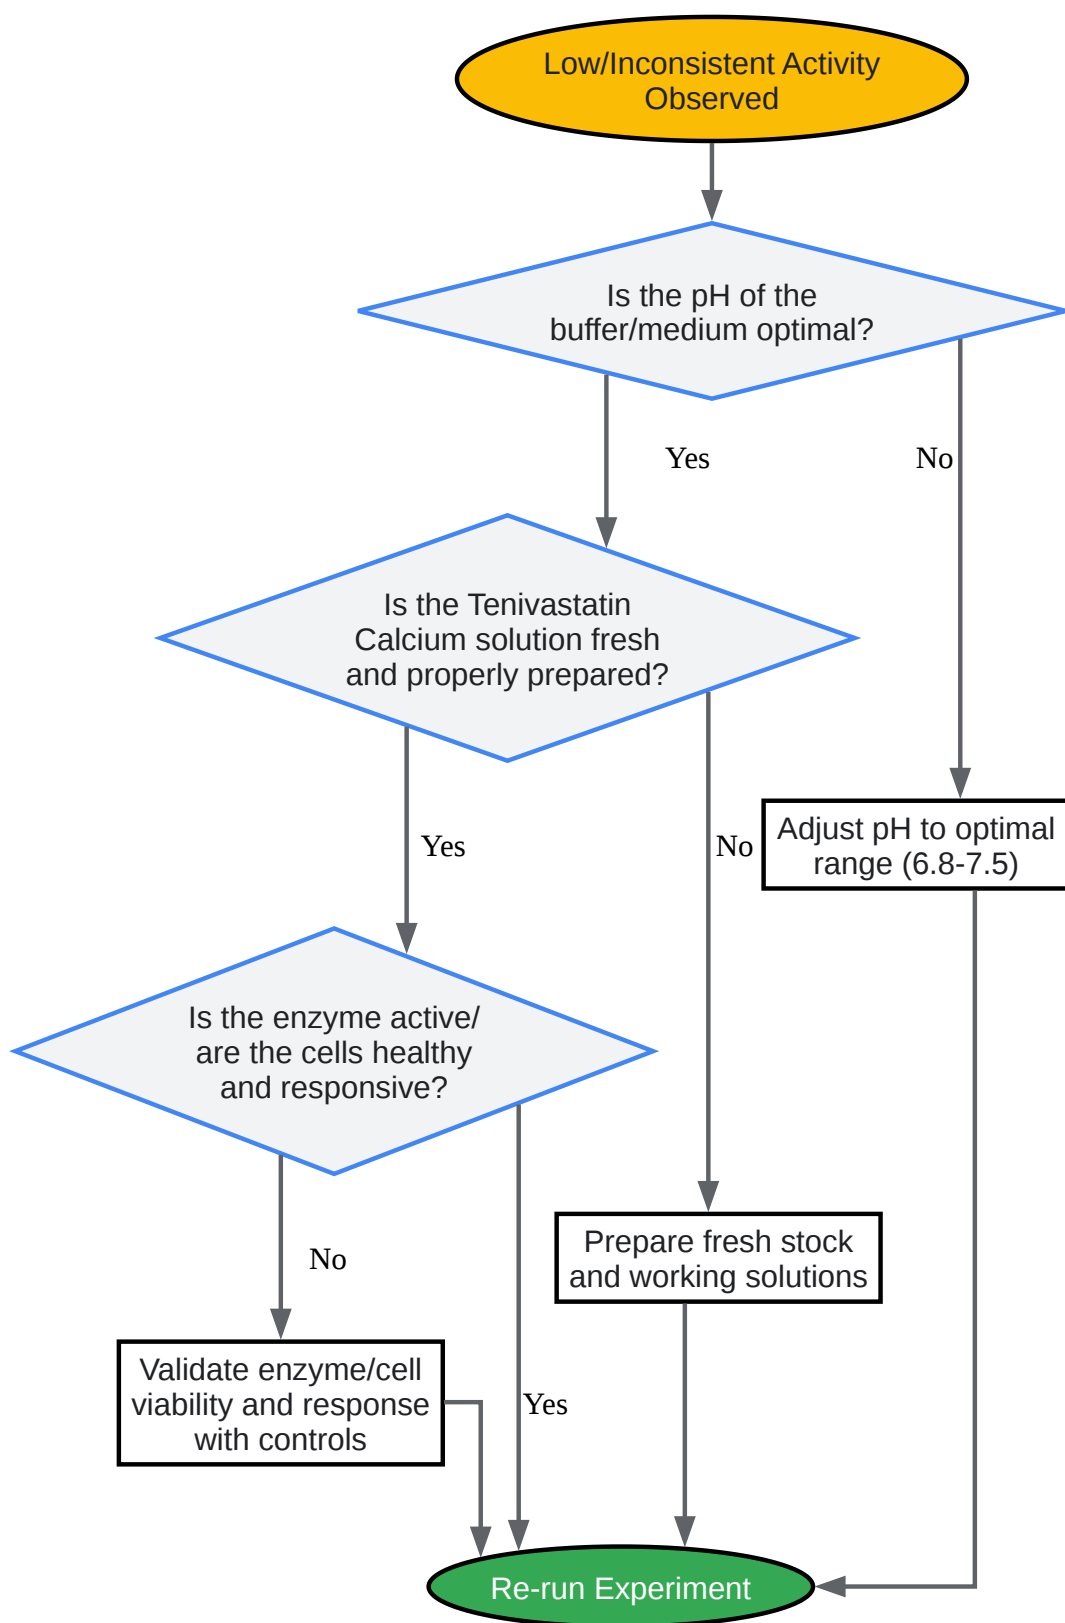 Low/Inconsistent Activity
Observed
Is the pH of the
buffer/medium optimal?
Yes
No
Is the Tenivastatin
Calcium solution fresh
and properly prepared?
Yes
No
Adjust pH to optimal
range (6.8-7.5)
Is the enzyme active/
are the cells healthy
and responsive?
No
Yes
Prepare fresh stock
and working solutions
Validate enzyme/cell
viability and response
with controls
Re-run Experiment